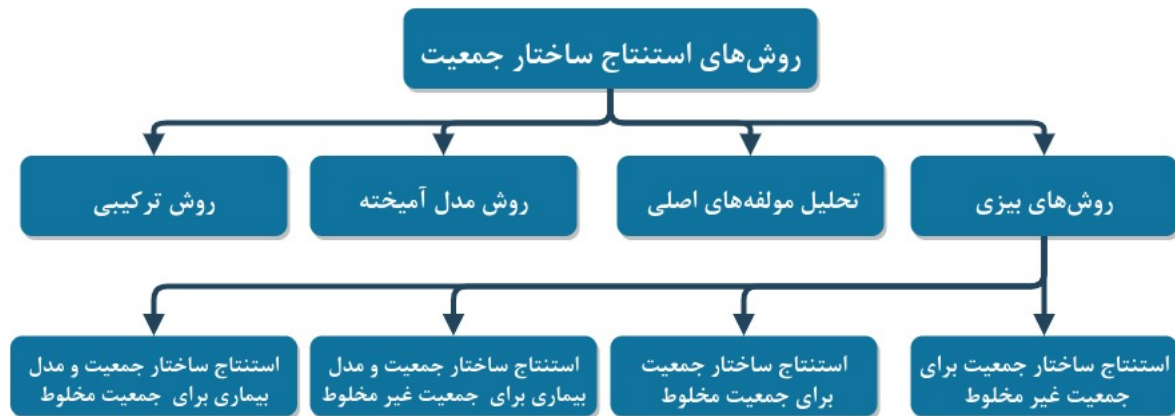 روش‌های استنتاج ساختار جمعیت
روش‌های بیزی
تحلیل مولفه‌های اصلی
روش مدل آمیخته
روش ترکیبی
استنتاج ساختار جمعیت برای
جمعیت غیر مخلوط
استنتاج ساختار جمعیت
برای جمعیت مخلوط
استنتاج ساختار جمعیت و مدل
بیماری برای جمعیت غیر مخلوط
استنتاج ساختار جمعیت و مدل
بیماری برای جمعیت مخلوط